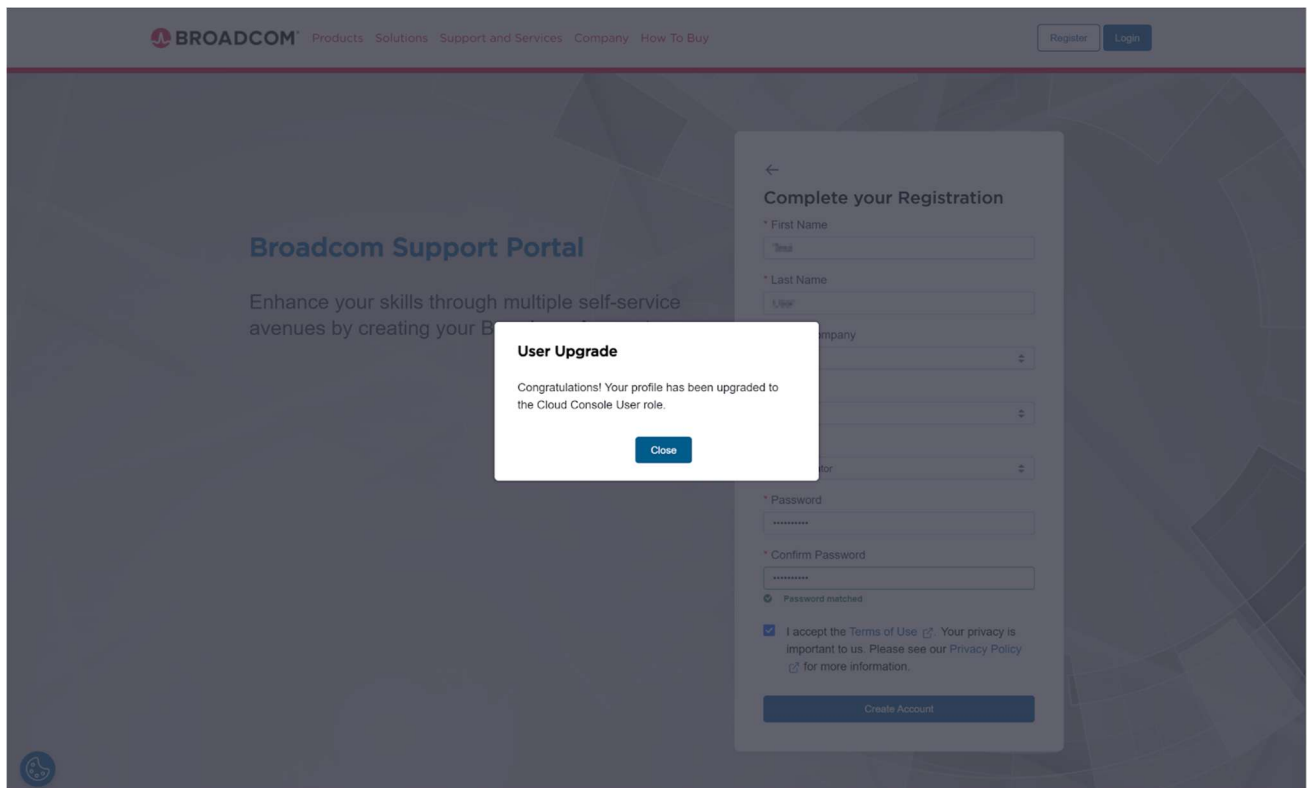 BROADCOM Products Solutions Support and Services Company How To Buy Register Login
Broadcom Support Portal
Enhance your skills through multiple self-service
avenues by creating your B
Complete your Registration
* First Name
* Last Name
mpany
tor
* Password
••••••••••
* Confirm Password
••••••••••
Password matched
I accept the Terms of Use. Your privacy is
important to us. Please see our Privacy Policy
for more information.
Create Account
User Upgrade
Congratulations! Your profile has been upgraded to
the Cloud Console User role.
Close